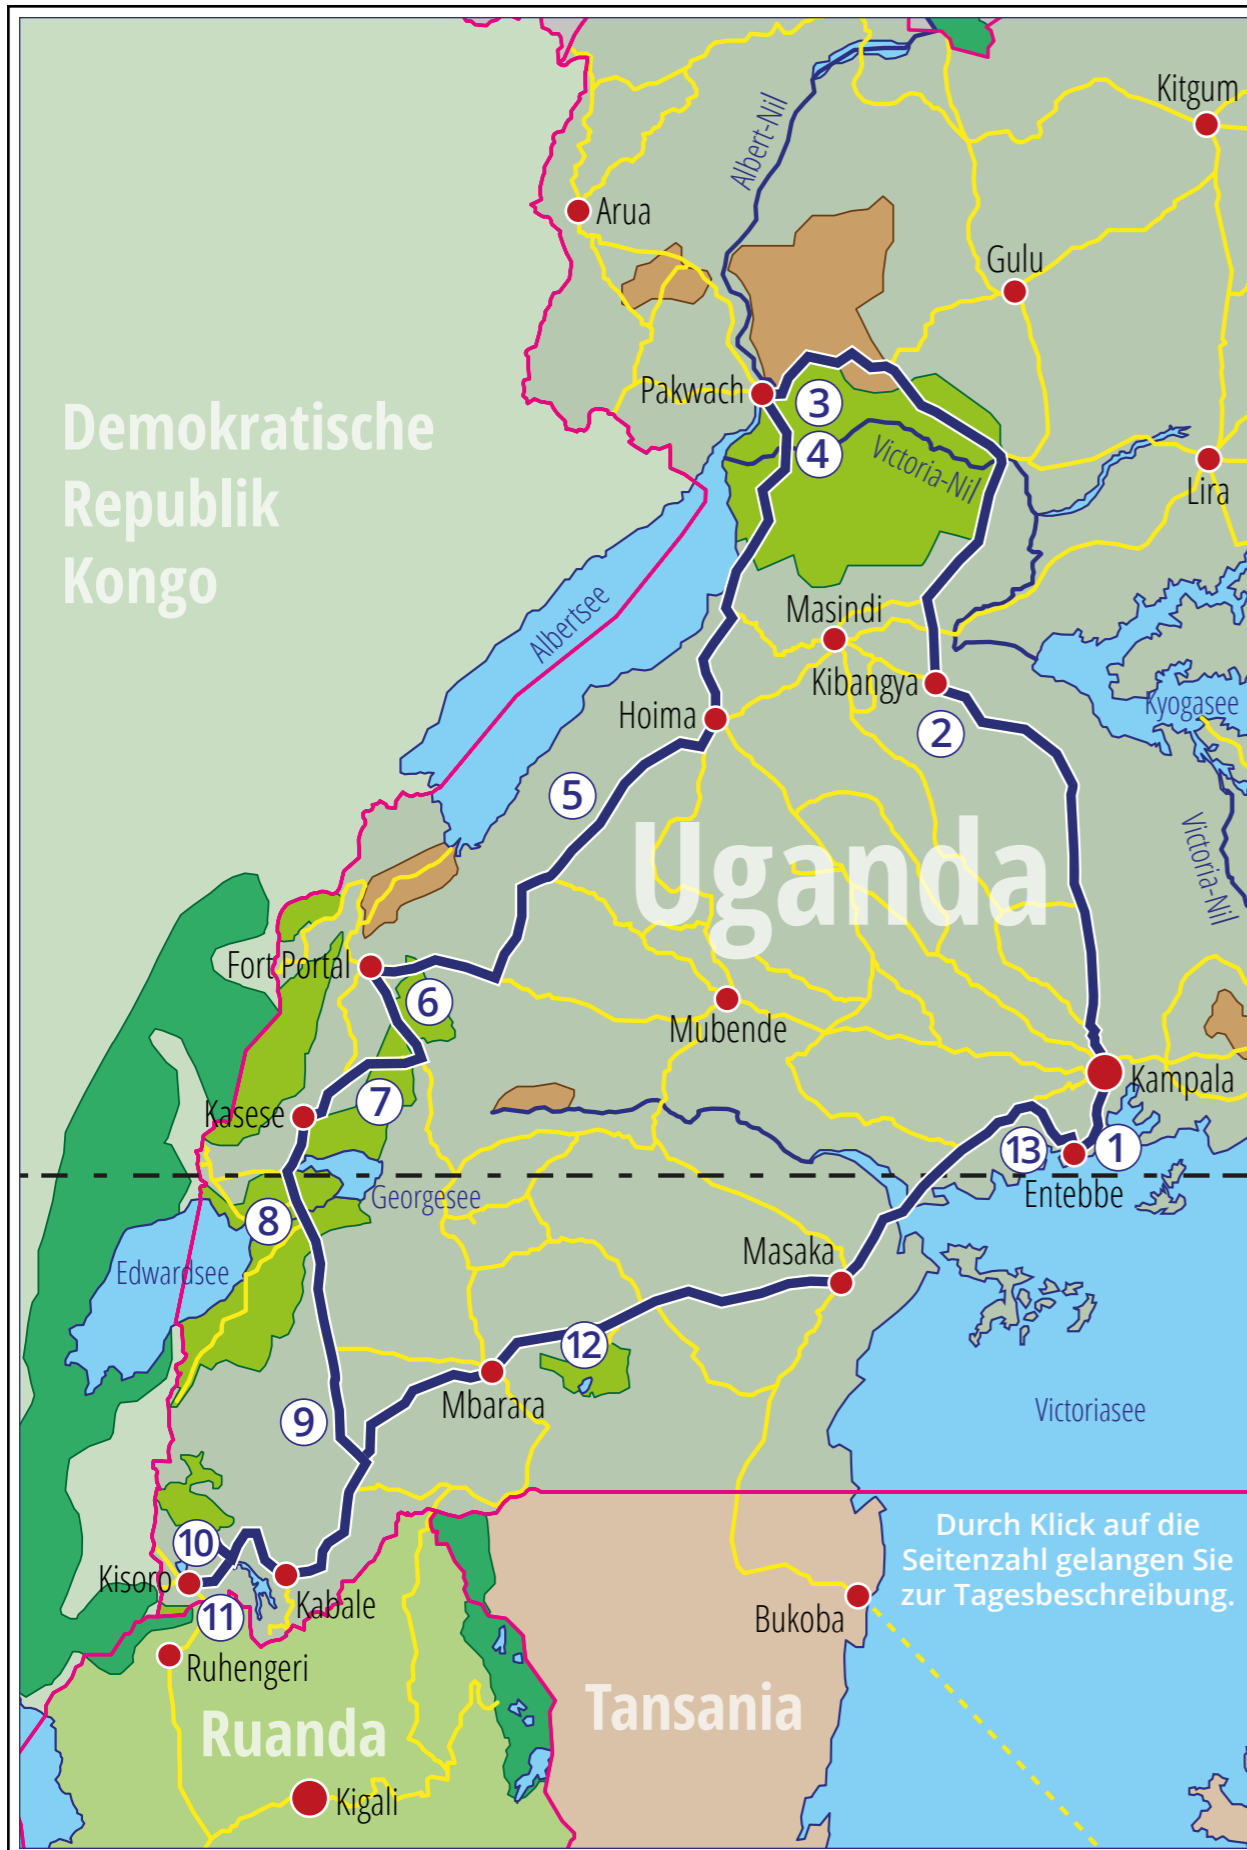 Kitgum
Albert-Nil
Arua
Gulu
Pakwach
3
Demokratische
Republik
Kongo
4
Victoria-Nil
Lira
Albertsee
Masindi
Kibangya
Hoima
2
Kyogasee
5
Uganda
Victoria-Nil
Fort Portal
6
Mubende
Kampala
Kasese
7
13
1
Georgesee
Entebbe
8
Edwardsee
Masaka
12
Mbarara
9
Victoriasee
10
Kisoro
Kabale
11
Durch Klick auf die
Seitenzahl gelangen Sie
zur Tagesbeschreibung.
Bukoba
Ruhengeri
Ruanda
Tansania
Kigali